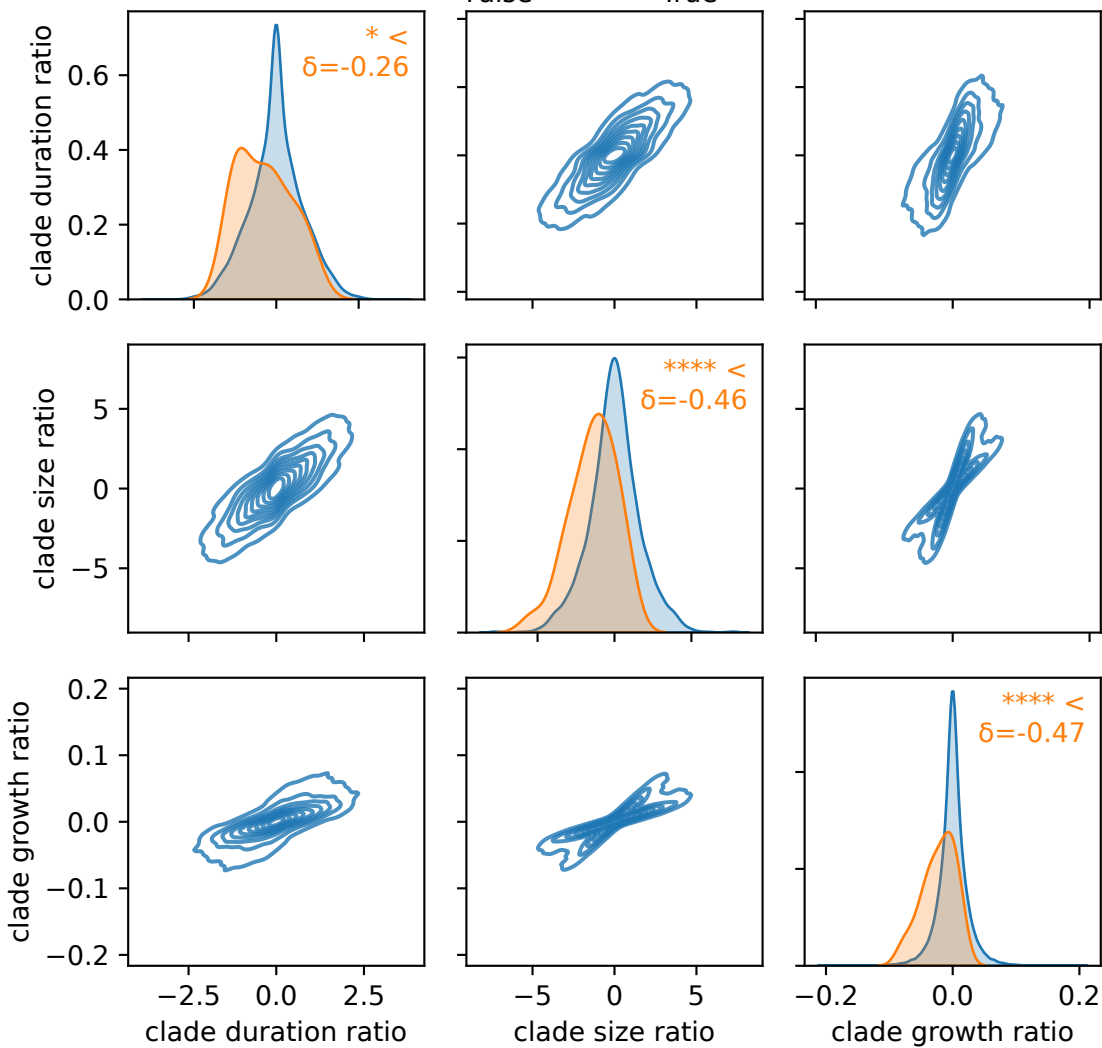 False True
clade duration ratio
0.6
0.4
0.2
0.0
* <
δ=-0.26
clade size ratio
5
0
−5
**** <
δ=-0.46
clade growth ratio
0.2
0.1
0.0
−0.1
−0.2
**** <
δ=-0.47
−2.5 0.0 2.5
−5 0 5
−0.2 0.0 0.2
clade duration ratio
clade size ratio
clade growth ratio